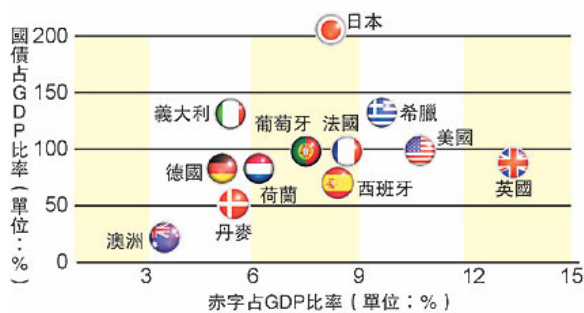 國債占GDP比率(單位：%)
200
150
100
50
0
日本
義大利
希臘
葡萄牙
法國
美國
德國
荷蘭
西班牙
英國
丹麥
澳洲
3
6
9
12
15
赤字占GDP比率(單位：%)